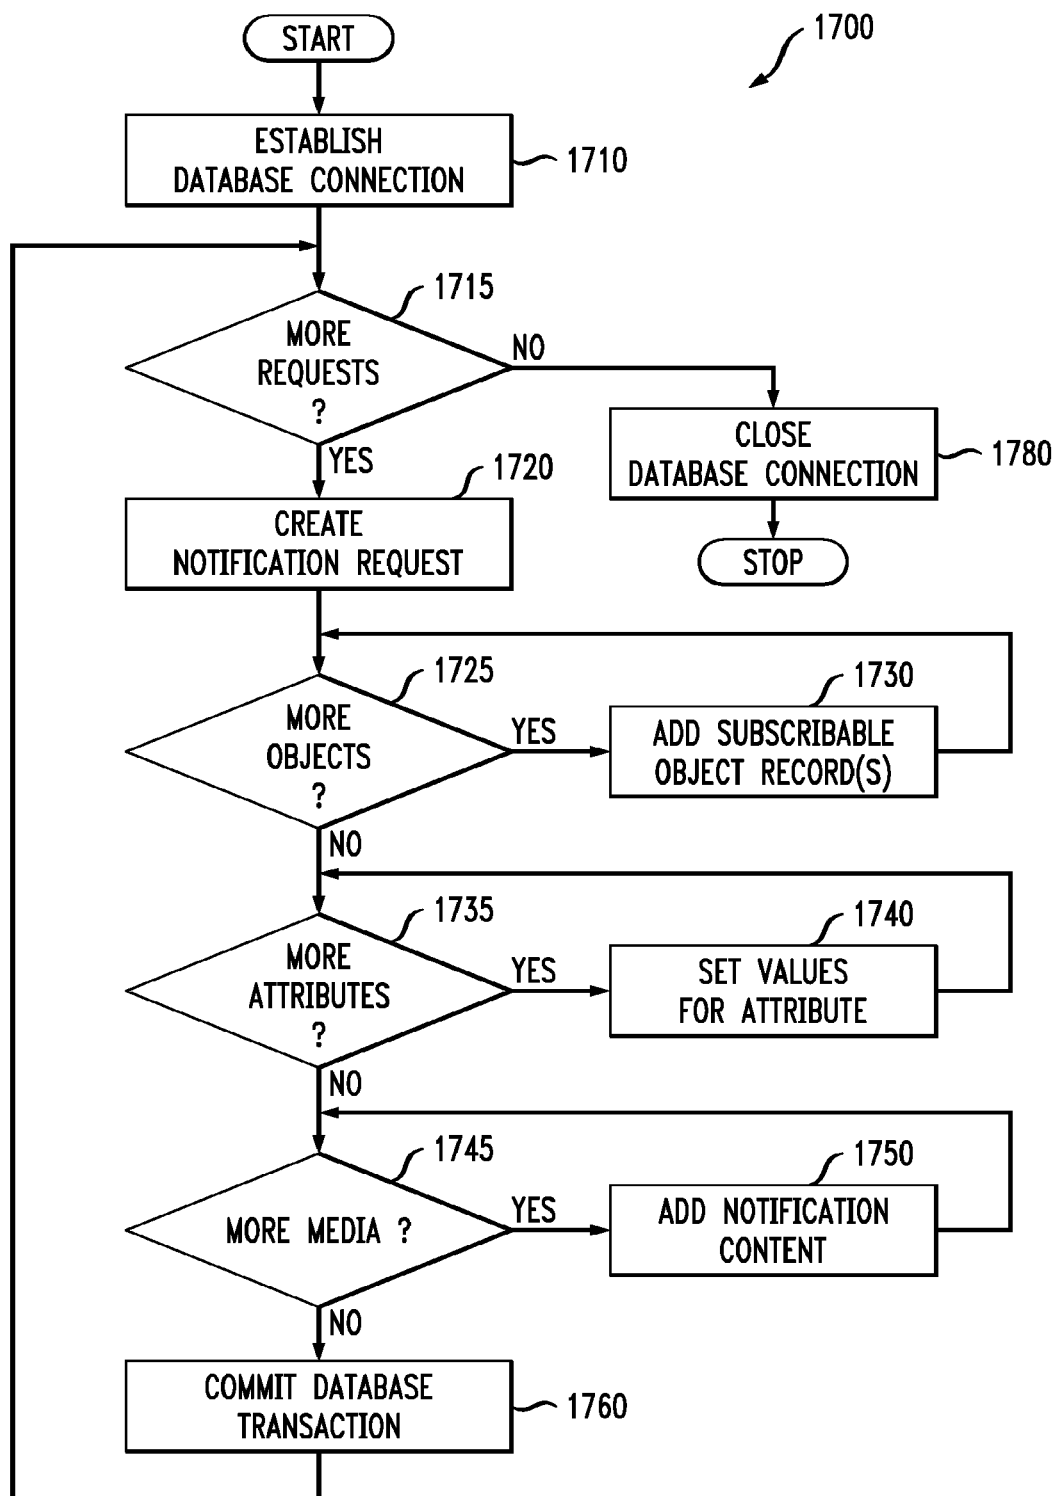 START
1700
ESTABLISH
DATABASE CONNECTION
1710
1715
MORE
REQUESTS
?
NO
YES
CLOSE
DATABASE CONNECTION
1780
1720
CREATE
NOTIFICATION REQUEST
STOP
1725
MORE
OBJECTS
?
YES
1730
ADD SUBSCRIBABLE
OBJECT RECORD(S)
NO
1735
MORE
ATTRIBUTES
?
YES
1740
SET VALUES
FOR ATTRIBUTE
NO
1745
MORE MEDIA ?
YES
1750
ADD NOTIFICATION
CONTENT
NO
COMMIT DATABASE
TRANSACTION
1760